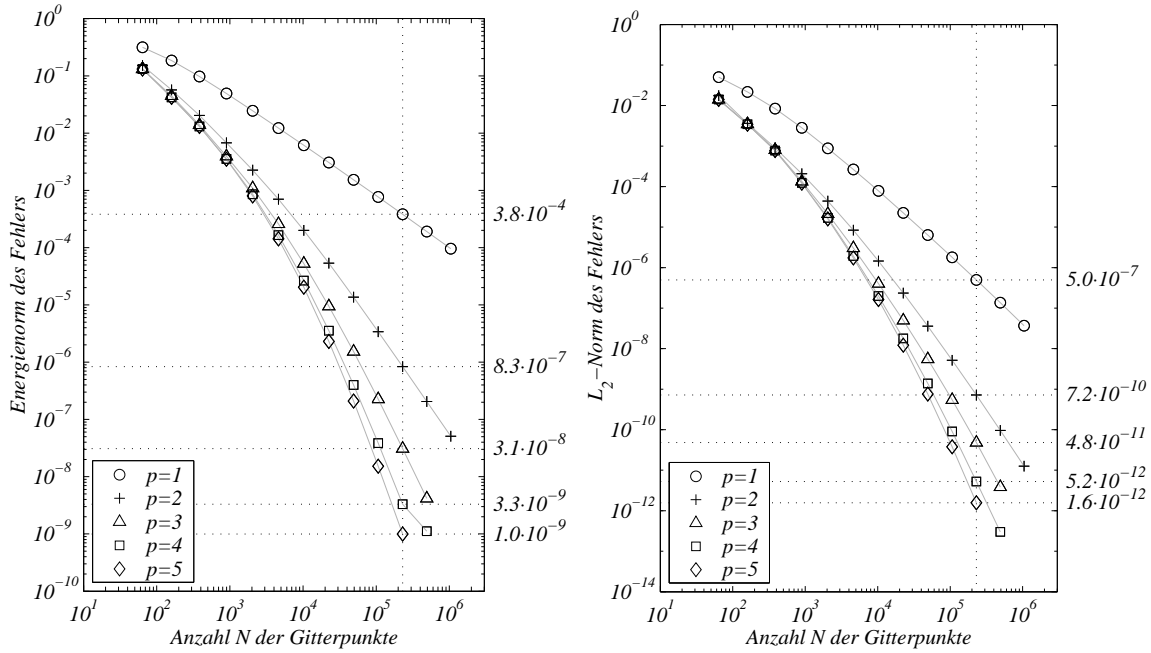 10^0
10^-1
10^-2
10^-3
10^-4
10^-5
10^-6
10^-7
10^-8
10^-9
10^-10
Energienorm des Fehlers
3.8·10^-4
8.3·10^-7
3.1·10^-8
3.3·10^-9
1.0·10^-9
p=1
p=2
p=3
p=4
p=5
10^1 10^2 10^3 10^4 10^5 10^6
Anzahl N der Gitterpunkte
10^0
10^-2
10^-4
10^-6
10^-8
10^-10
10^-12
10^-14
L_2-Norm des Fehlers
5.0·10^-7
7.2·10^-10
4.8·10^-11
5.2·10^-12
1.6·10^-12
p=1
p=2
p=3
p=4
p=5
10^1 10^2 10^3 10^4 10^5 10^6
Anzahl N der Gitterpunkte